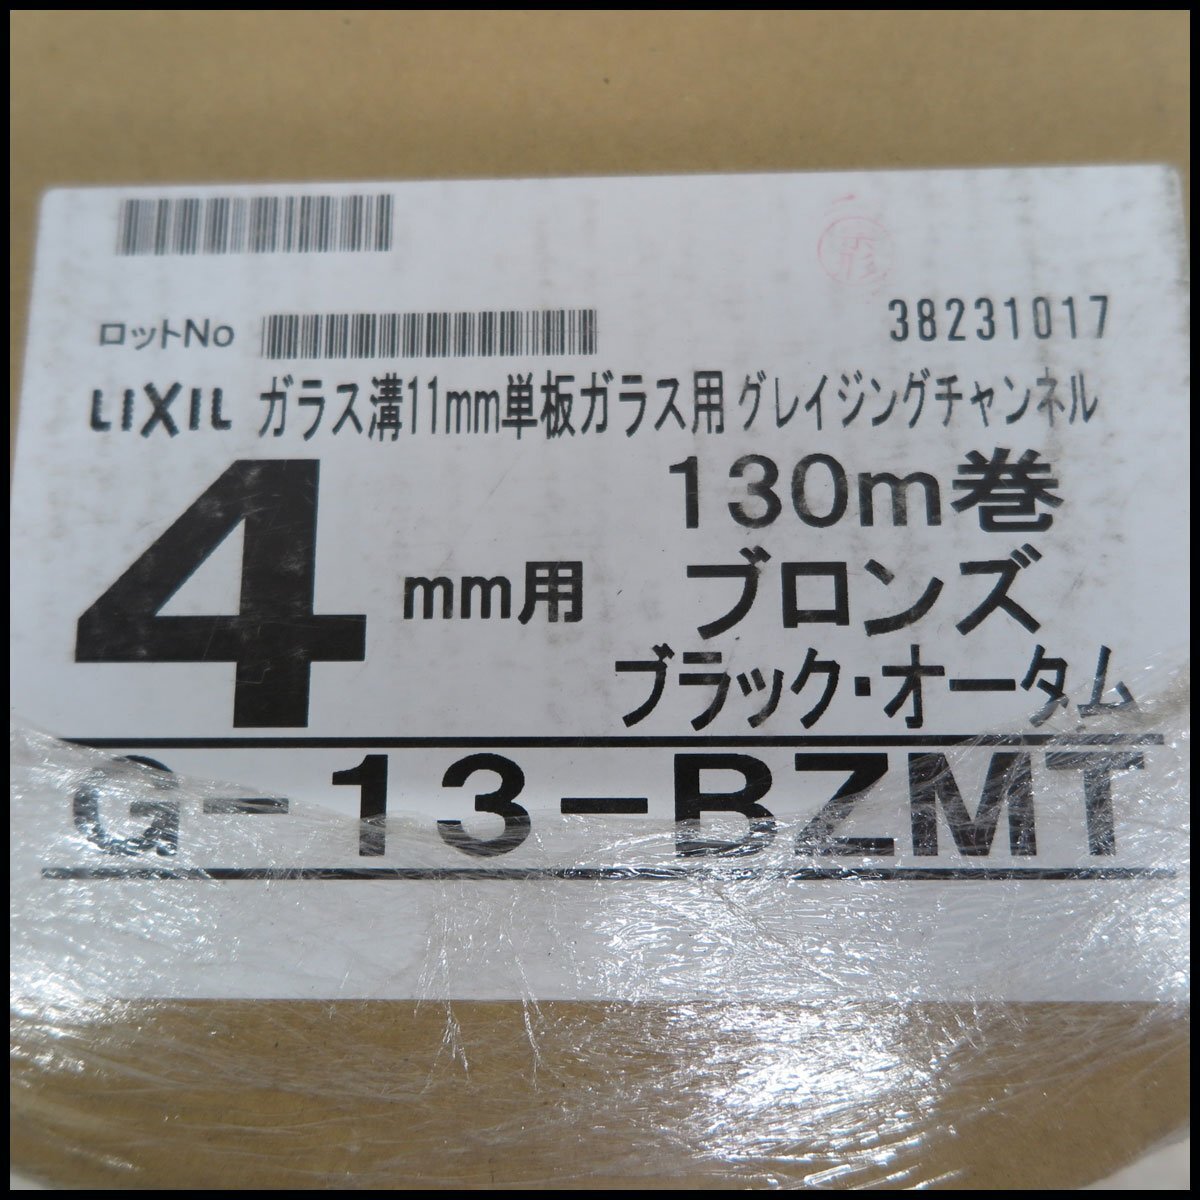 ロットNo 38231017
LIXIL ガラス溝11mm単板ガラス用 グレイジングチャンネル
4mm用 130m巻
ブロンズ
ブラック・オータム
G-13-BZMT